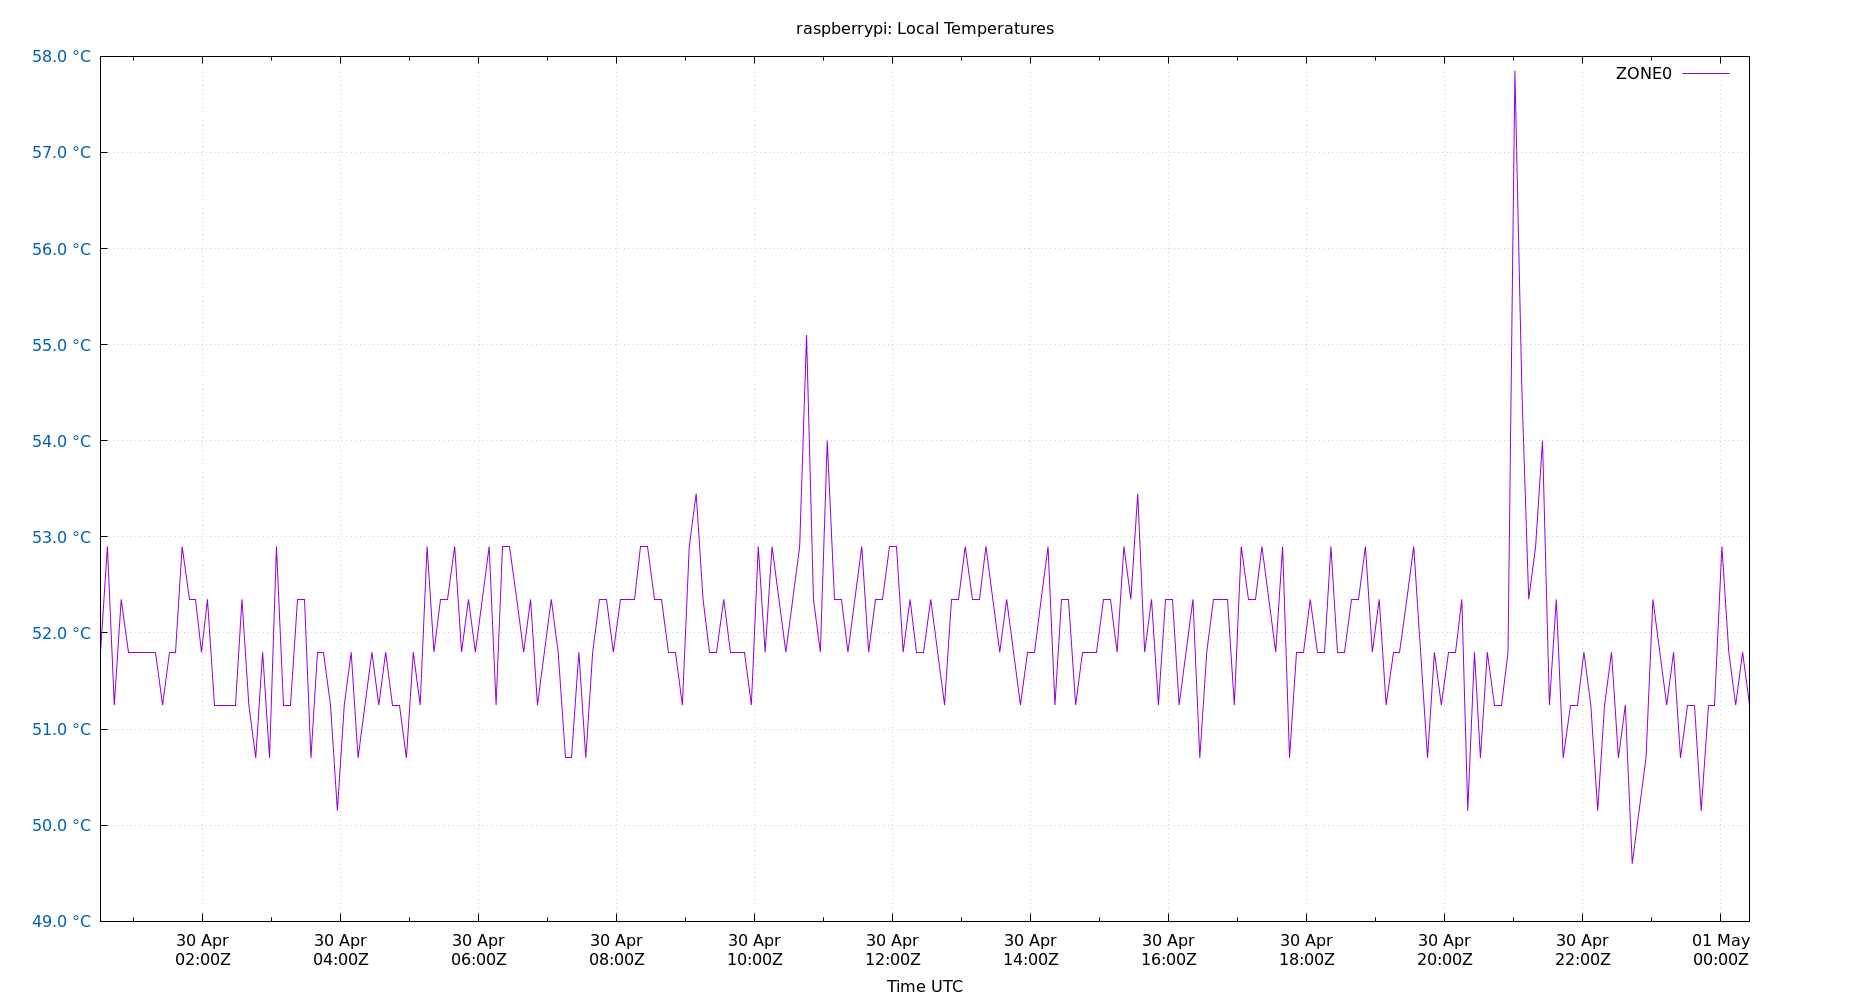 raspberrypi: Local Temperatures
58.0 °C
ZONE0
57.0 °C
56.0 °C
55.0 °C
54.0 °C
53.0 °C
52.0 °C
51.0 °C
50.0 °C
49.0 °C
30 Apr 30 Apr 30 Apr 30 Apr 30 Apr 30 Apr 30 Apr 30 Apr 30 Apr 30 Apr 30 Apr 01 May
02:00Z 04:00Z 06:00Z 08:00Z 10:00Z 12:00Z 14:00Z 16:00Z 18:00Z 20:00Z 22:00Z 00:00Z
Time UTC